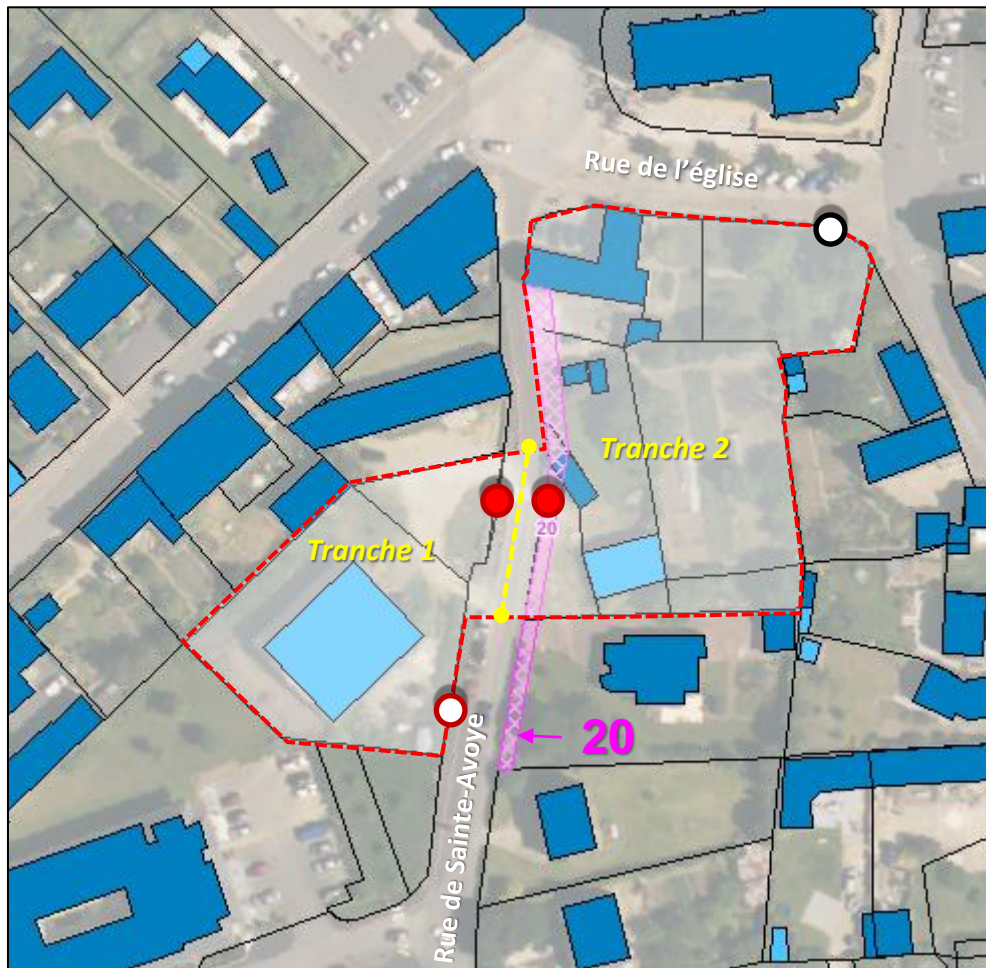 Rue de l'église
Tranche 2
20
Tranche 1
20
Rue de Sainte-Avoye